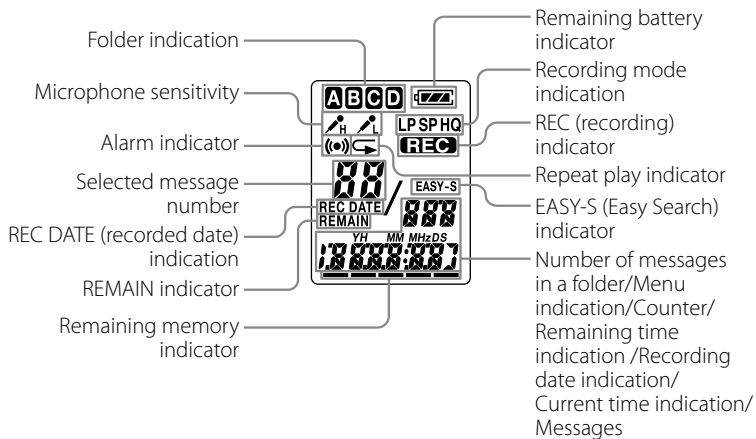 Folder indication
Microphone sensitivity
Alarm indicator
Selected message
number
REC DATE (recorded date)
indication
REMAIN indicator
Remaining memory
indicator
A B C D
H L
LP SP HQ
REC
88
/
EASY-S
REC DATE
REMAIN
888
YH MM MHzDS
Remaining battery
indicator
Recording mode
indication
REC (recording)
indicator
Repeat play indicator
EASY-S (Easy Search)
indicator
Number of messages
in a folder/Menu
indication/Counter/
Remaining time
indication /Recording
date indication/
Current time indication/
Messages